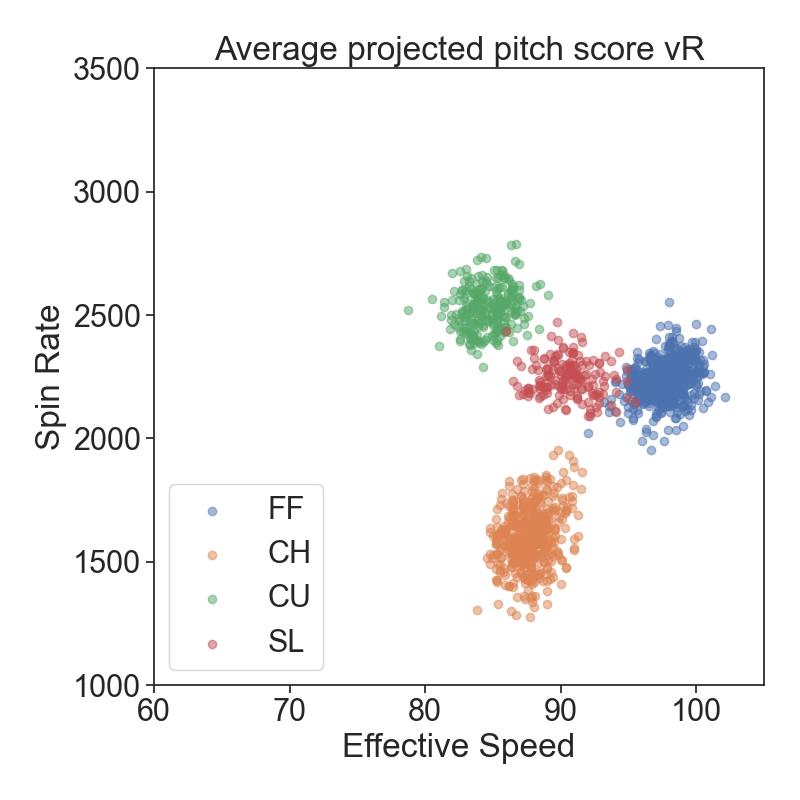 Average projected pitch score vR
3500
3000
2500
2000
1500
1000
Spin Rate
FF
CH
CU
SL
60 70 80 90 100
Effective Speed